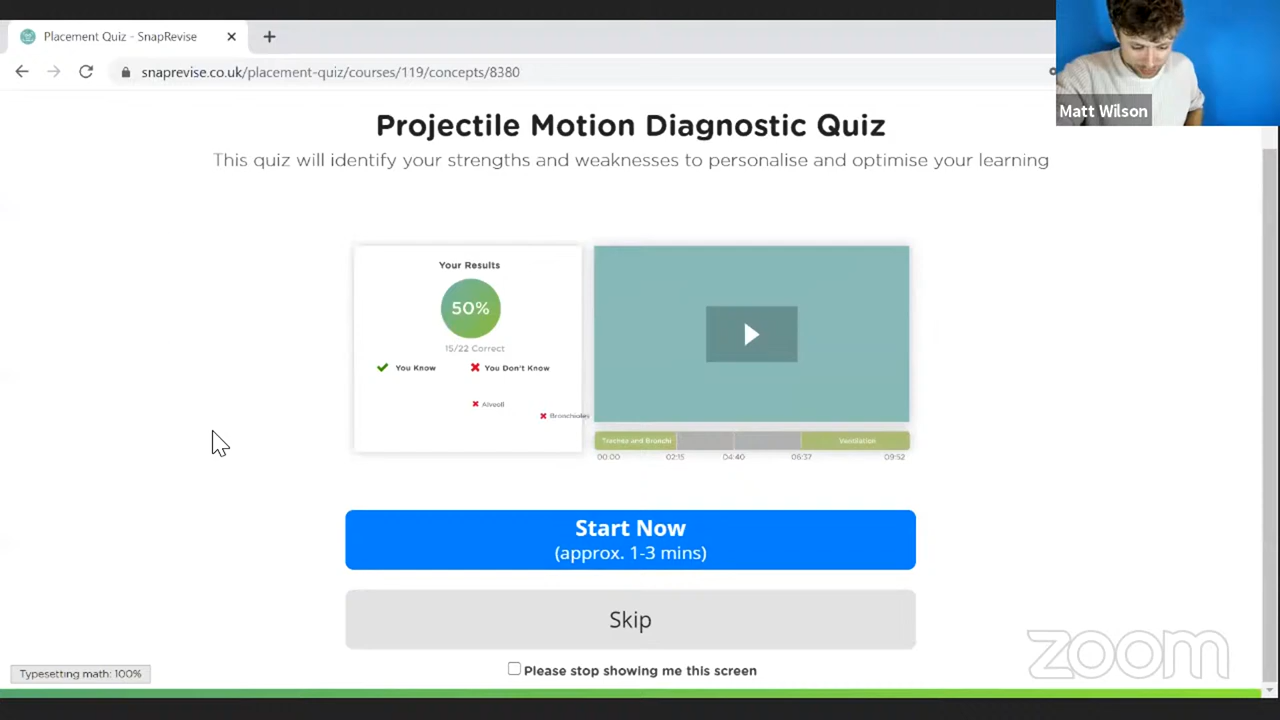 Placement Quiz - SnapRevise
snaprevise.co.uk/placement-quiz/courses/119/concepts/8380
Matt Wilson
Projectile Motion Diagnostic Quiz
This quiz will identify your strengths and weaknesses to personalise and optimise your learning
Your Results
50%
15/22 Correct
You Know
You Don't Know
Alveoli
Bronchioles
Trachea and Bronchi
Ventilation
00:00
02:15
04:40
06:37
09:52
Start Now
(approx. 1-3 mins)
Skip
Please stop showing me this screen
Typesetting math: 100%
zoom